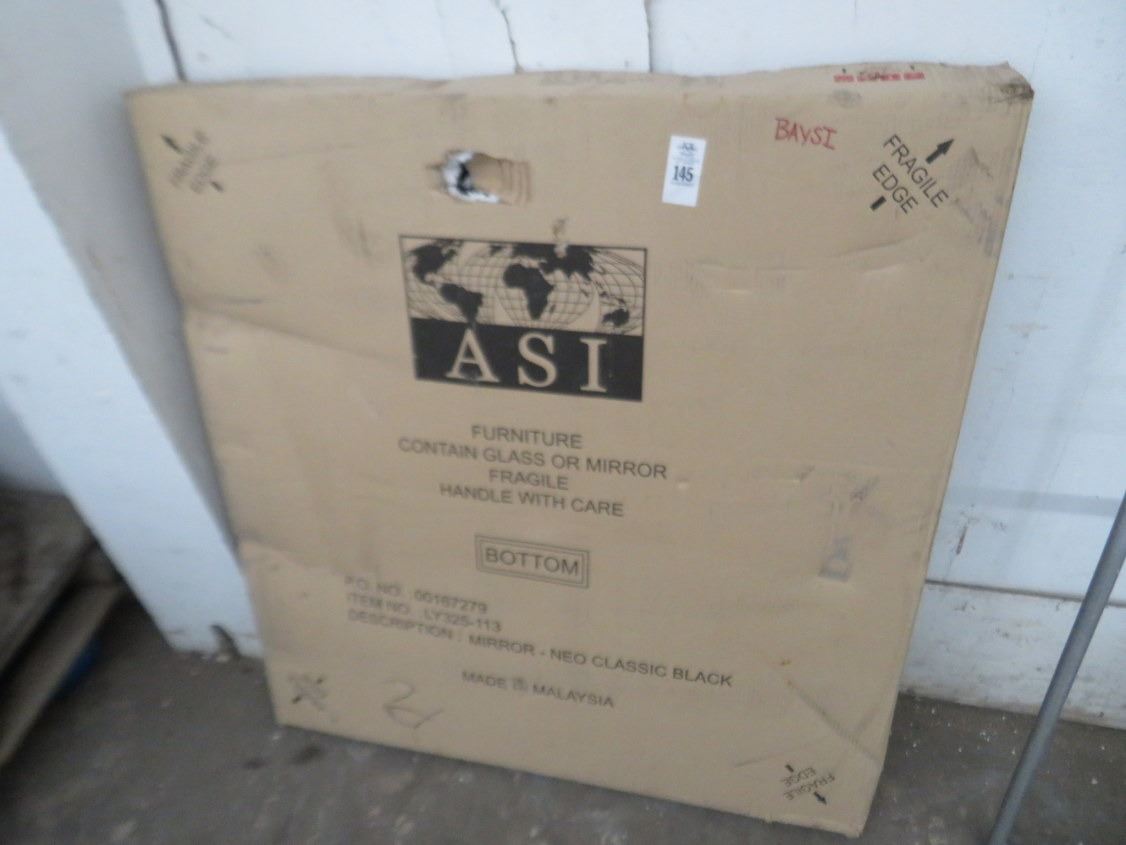 BAYSI
145
FRAGILE
EDGE
FRAGILE
EDGE
ASI
FURNITURE
CONTAIN GLASS OR MIRROR
FRAGILE
HANDLE WITH CARE
BOTTOM
P.O. NO. : 00167279
ITEM NO. : LY325-113
DESCRIPTION : MIRROR - NEO CLASSIC BLACK
MADE IN MALAYSIA
FRAGILE
EDGE